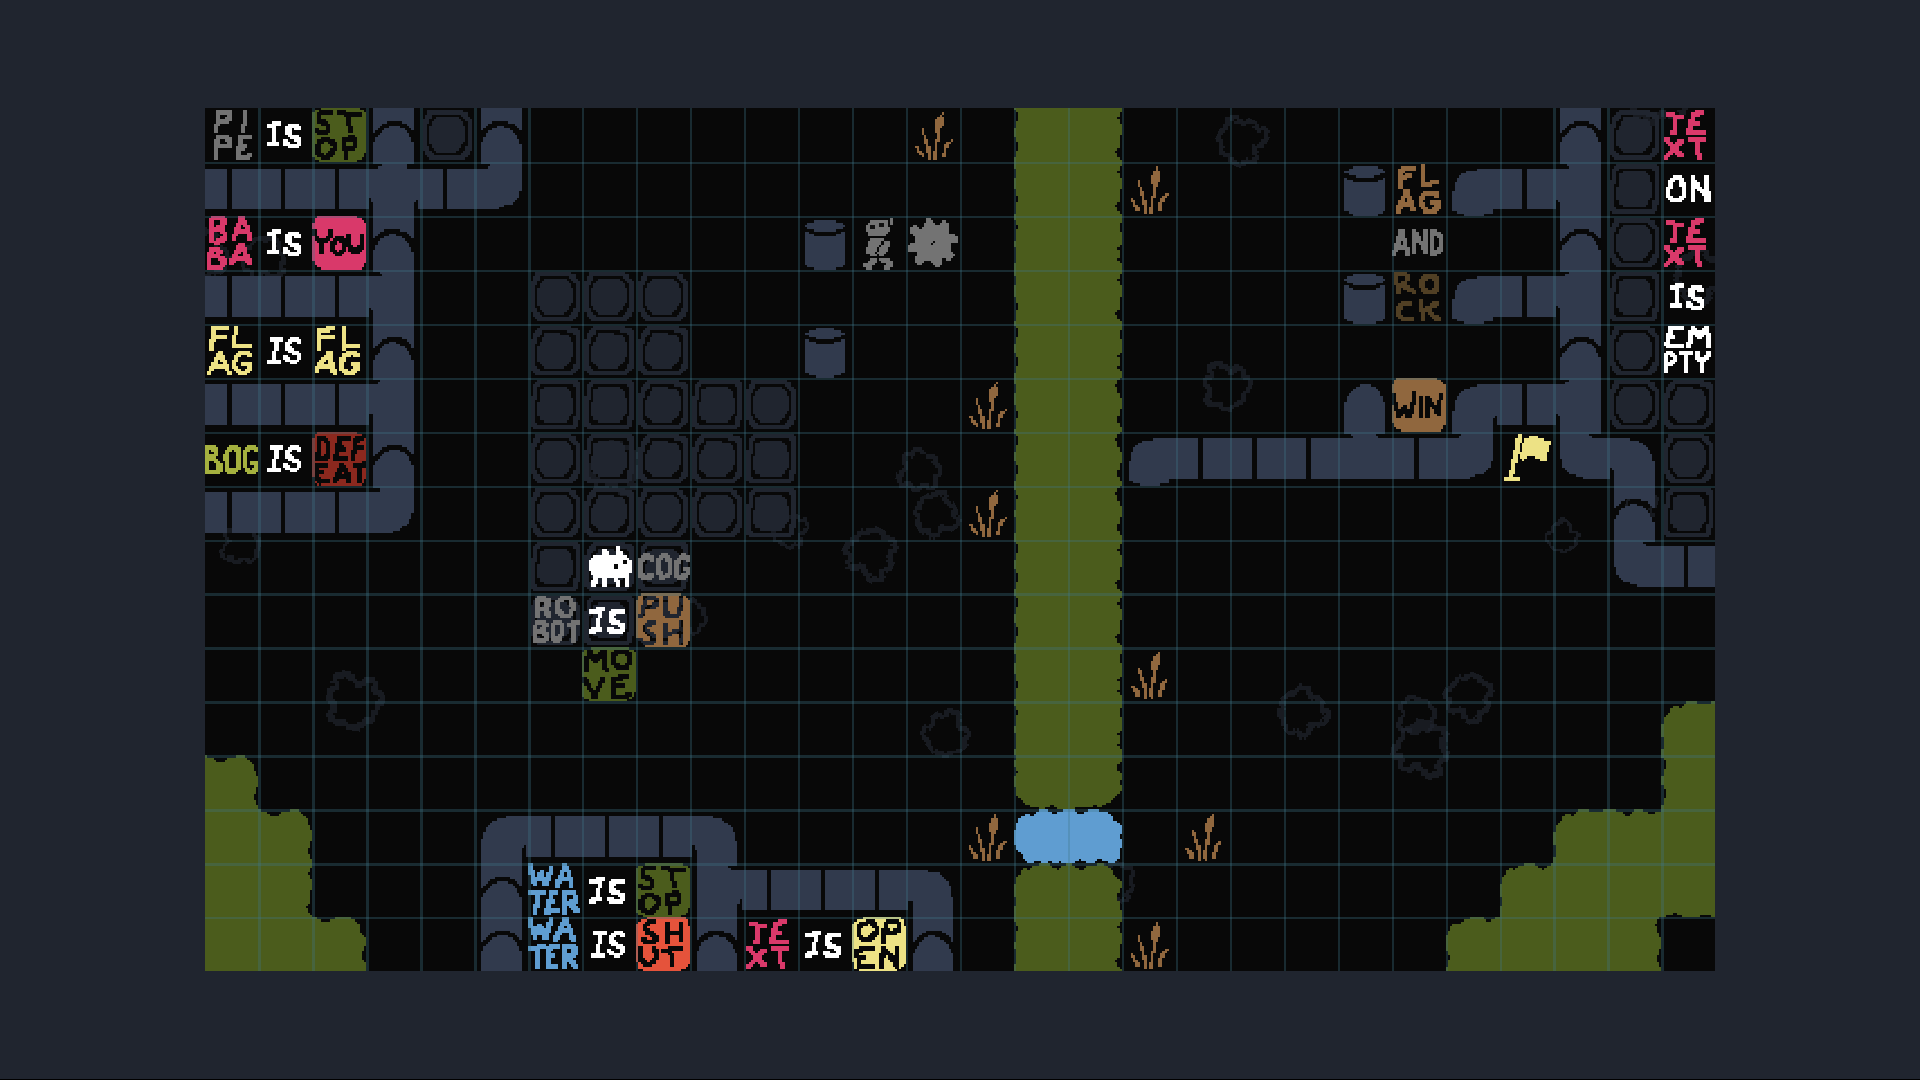 PIPE IS STOP
TEXT
FLAG
ON
BABA IS YOU
AND
TEXT
ROCK
IS
FLAG IS FLAG
EMPTY
WIN
BOG IS DEFEAT
COG
ROBOT IS PUSH
MOVE
WATER IS STOP
WATER IS SHUT
TEXT IS OPEN